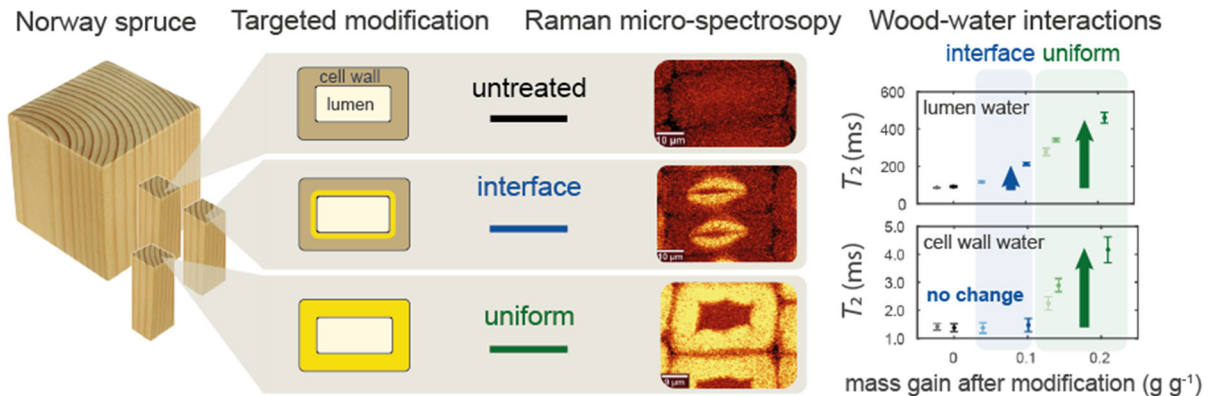 Norway spruce
Targeted modification
Raman micro-spectrosopy
Wood-water interactions
interface uniform
cell wall
lumen
untreated
10 µm
interface
10 µm
uniform
9 µm
600
400
200
0
T₂ (ms)
lumen water
5.0
4.0
3.0
2.0
1.0
T₂ (ms)
cell wall water
no change
0 0.1 0.2
mass gain after modification (g g⁻¹)